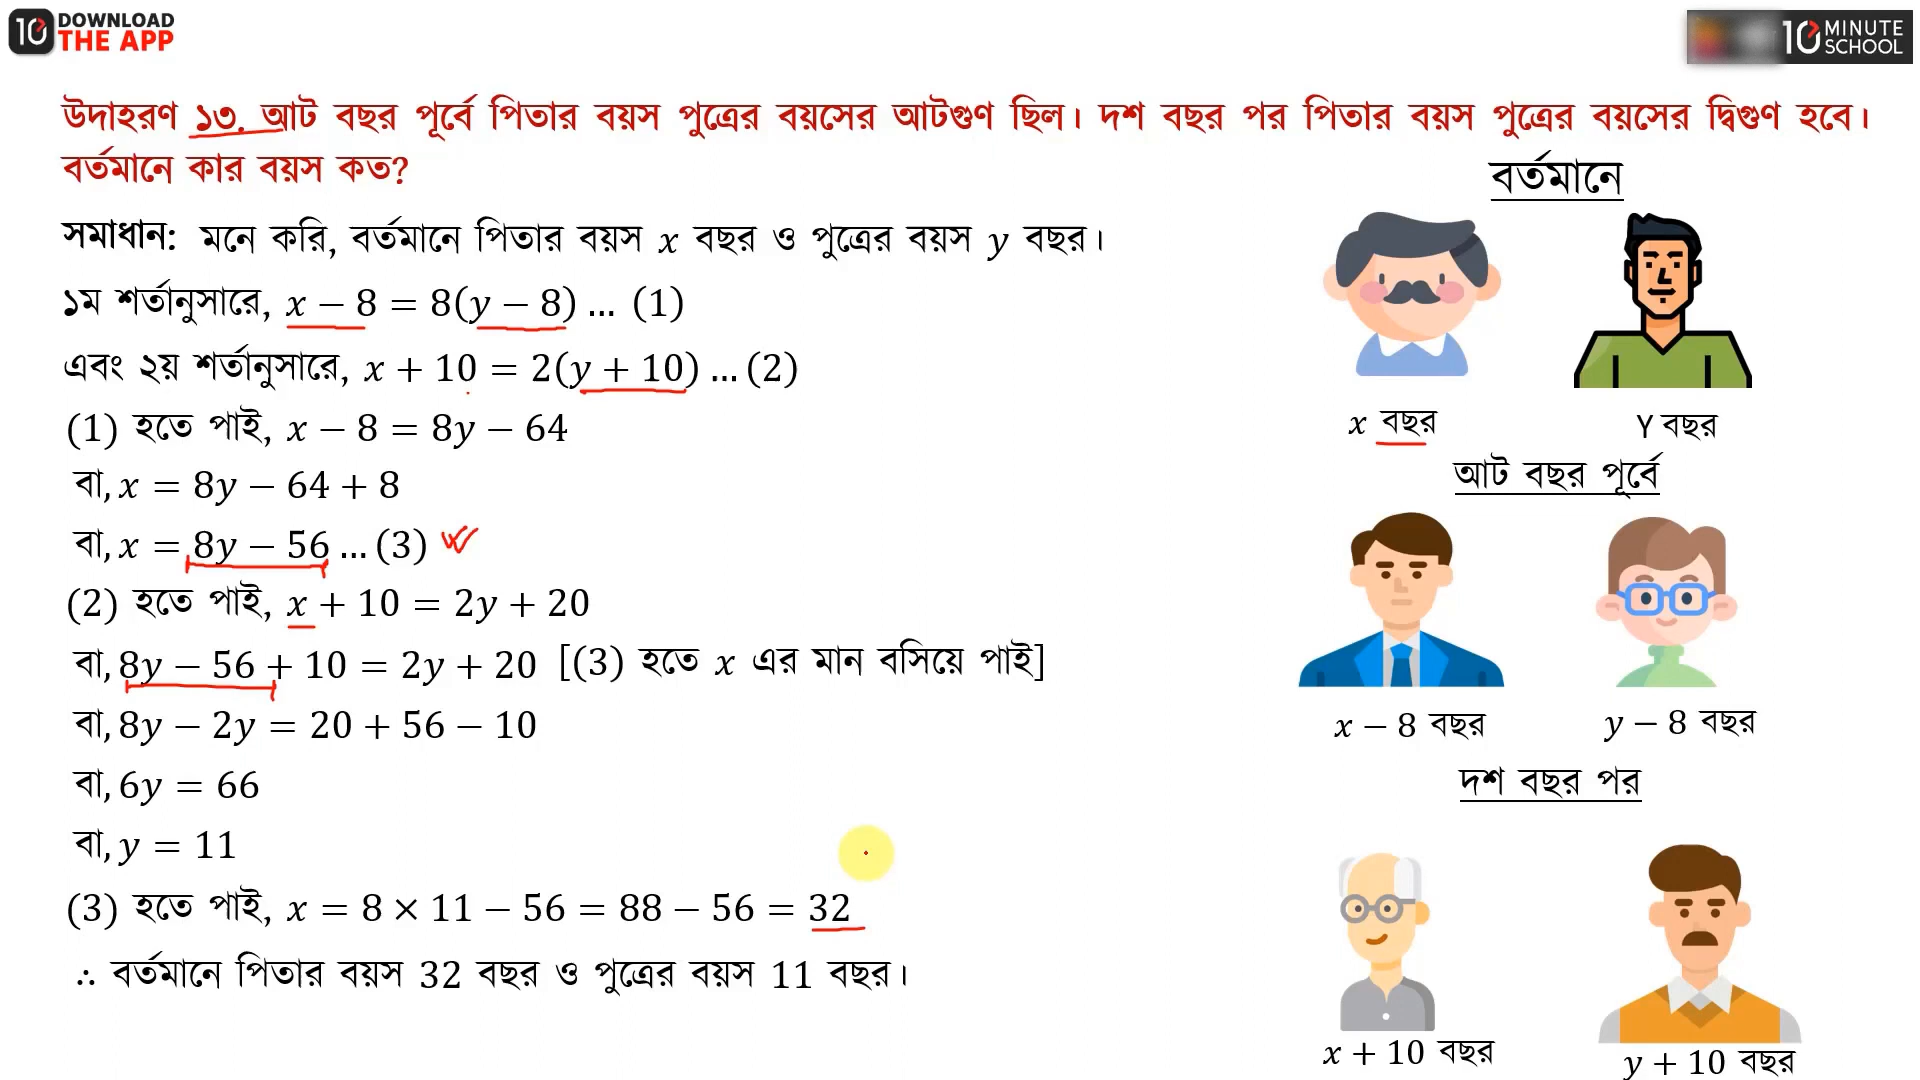 10 DOWNLOAD THE APP
10 MINUTE SCHOOL
উদাহরণ ১৩. আট বছর পূর্বে পিতার বয়স পুত্রের বয়সের আটগুণ ছিল। দশ বছর পর পিতার বয়স পুত্রের বয়সের দ্বিগুণ হবে।
বর্তমানে কার বয়স কত?
সমাধান: মনে করি, বর্তমানে পিতার বয়স x বছর ও পুত্রের বয়স y বছর।
১ম শর্তানুসারে, x − 8 = 8(y − 8) … (1)
এবং ২য় শর্তানুসারে, x + 10 = 2(y + 10) … (2)
(1) হতে পাই, x − 8 = 8y − 64
বা, x = 8y − 64 + 8
বা, x = 8y − 56 … (3)
(2) হতে পাই, x + 10 = 2y + 20
বা, 8y − 56 + 10 = 2y + 20 [(3) হতে x এর মান বসিয়ে পাই]
বা, 8y − 2y = 20 + 56 − 10
বা, 6y = 66
বা, y = 11
(3) হতে পাই, x = 8 × 11 − 56 = 88 − 56 = 32
∴ বর্তমানে পিতার বয়স 32 বছর ও পুত্রের বয়স 11 বছর।
বর্তমানে
x বছর
Y বছর
আট বছর পূর্বে
x − 8 বছর
y − 8 বছর
দশ বছর পর
x + 10 বছর
y + 10 বছর